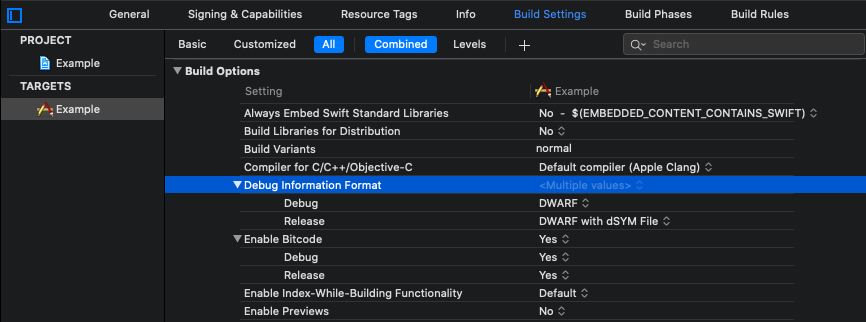 General Signing & Capabilities Resource Tags Info Build Settings Build Phases Build Rules
PROJECT
Example
TARGETS
Example
Basic Customized All Combined Levels + Search
Build Options
Setting Example
Always Embed Swift Standard Libraries No - $(EMBEDDED_CONTENT_CONTAINS_SWIFT)
Build Libraries for Distribution No
Build Variants normal
Compiler for C/C++/Objective-C Default compiler (Apple Clang)
Debug Information Format <Multiple values>
Debug DWARF
Release DWARF with dSYM File
Enable Bitcode Yes
Debug Yes
Release Yes
Enable Index-While-Building Functionality Default
Enable Previews No